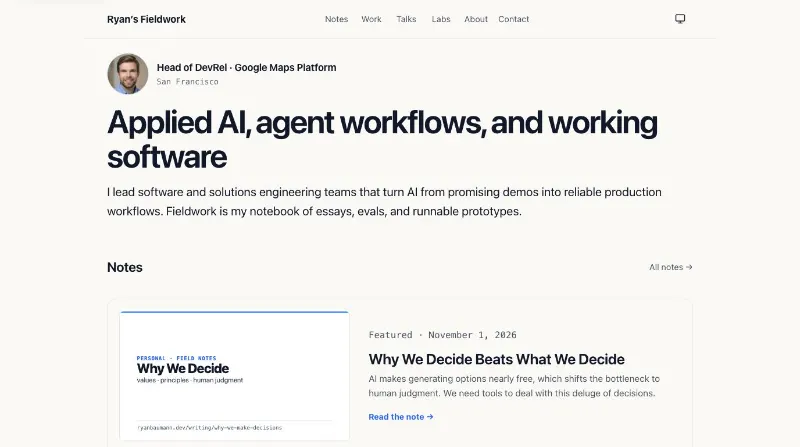 Ryan's Fieldwork
Notes Work Talks Labs About Contact
Head of DevRel · Google Maps Platform
San Francisco
Applied AI, agent workflows, and working
software
I lead software and solutions engineering teams that turn AI from promising demos into reliable production
workflows. Fieldwork is my notebook of essays, evals, and runnable prototypes.
Notes
All notes →
PERSONAL · FIELD NOTES
Why We Decide
values · principles · human judgment
ryanbaumann.dev/writing/why-we-make-decisions
Featured · November 1, 2026
Why We Decide Beats What We Decide
AI makes generating options nearly free, which shifts the bottleneck to
human judgment. We need tools to deal with this deluge of decisions.
Read the note →